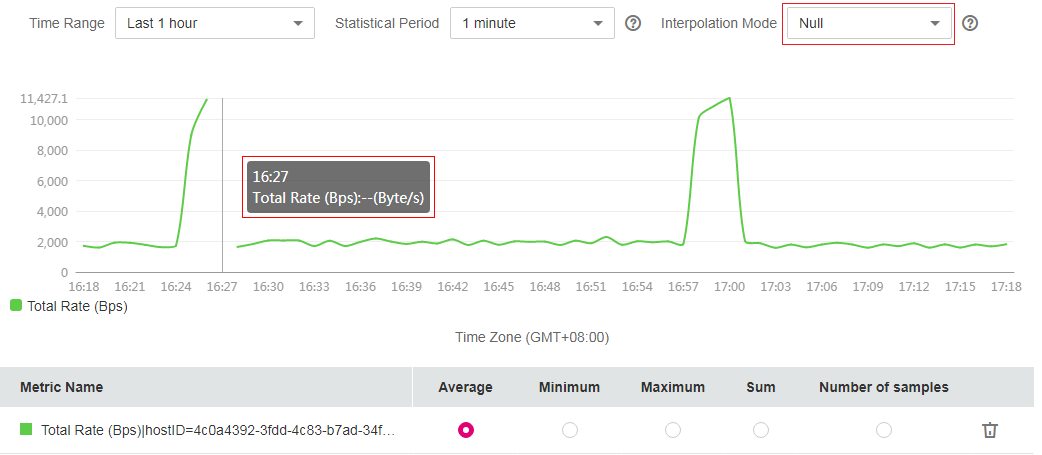 Time Range Last 1 hour Statistical Period 1 minute ? Interpolation Mode Null ?
11,427.1
10,000
8,000
6,000
4,000
2,000
0
16:27
Total Rate (Bps):--(Byte/s)
16:18 16:21 16:24 16:27 16:30 16:33 16:36 16:39 16:42 16:45 16:48 16:51 16:54 16:57 17:00 17:03 17:06 17:09 17:12 17:15 17:18
Total Rate (Bps)
Time Zone (GMT+08:00)
Metric Name Average Minimum Maximum Sum Number of samples
Total Rate (Bps)|hostID=4c0a4392-3fdd-4c83-b7ad-34f...